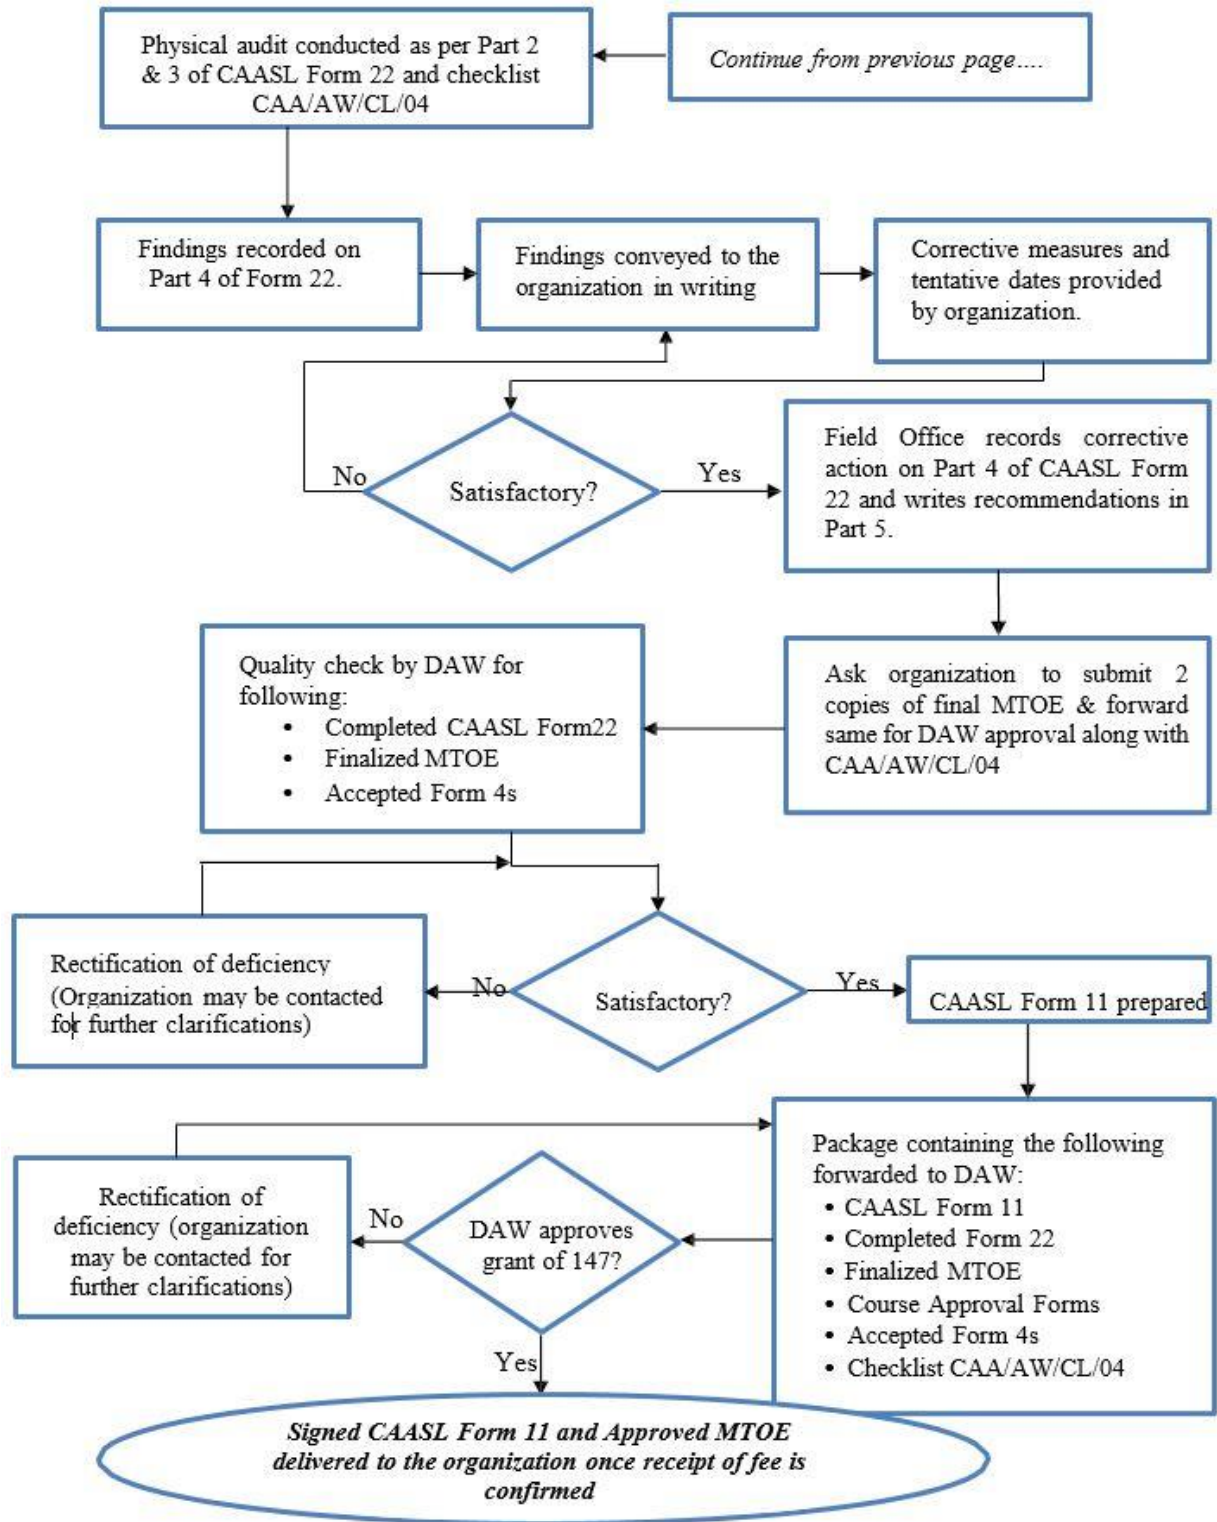 Physical audit conducted as per Part 2
& 3 of CAASL Form 22 and checklist
CAA/AW/CL/04
Continue from previous page….
Findings recorded on
Part 4 of Form 22.
Findings conveyed to the
organization in writing
Corrective measures and
tentative dates provided
by organization.
No
Satisfactory?
Yes
Field Office records corrective
action on Part 4 of CAASL Form
22 and writes recommendations in
Part 5.
Quality check by DAW for
following:
• Completed CAASL Form22
• Finalized MTOE
• Accepted Form 4s
Ask organization to submit 2
copies of final MTOE & forward
same for DAW approval along with
CAA/AW/CL/04
Rectification of deficiency
(Organization may be contacted
for further clarifications)
No
Satisfactory?
Yes
CAASL Form 11 prepared
Rectification of
deficiency (organization
may be contacted for
further clarifications)
No
DAW approves
grant of 147?
Yes
Package containing the following
forwarded to DAW:
• CAASL Form 11
• Completed Form 22
• Finalized MTOE
• Course Approval Forms
• Accepted Form 4s
• Checklist CAA/AW/CL/04
Signed CAASL Form 11 and Approved MTOE
delivered to the organization once receipt of fee is
confirmed